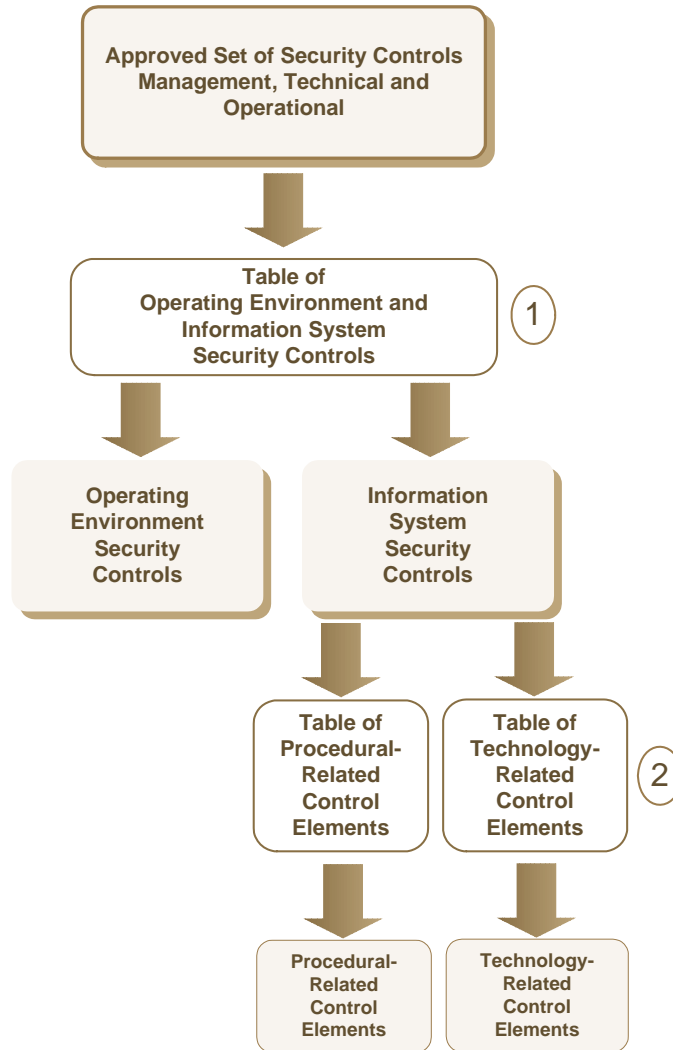 Approved Set of Security Controls
Management, Technical and
Operational
Table of
Operating Environment and
Information System
Security Controls
1
Operating
Environment
Security
Controls
Information
System
Security
Controls
Table of
Procedural-
Related
Control
Elements
Table of
Technology-
Related
Control
Elements
2
Procedural-
Related
Control
Elements
Technology-
Related
Control
Elements